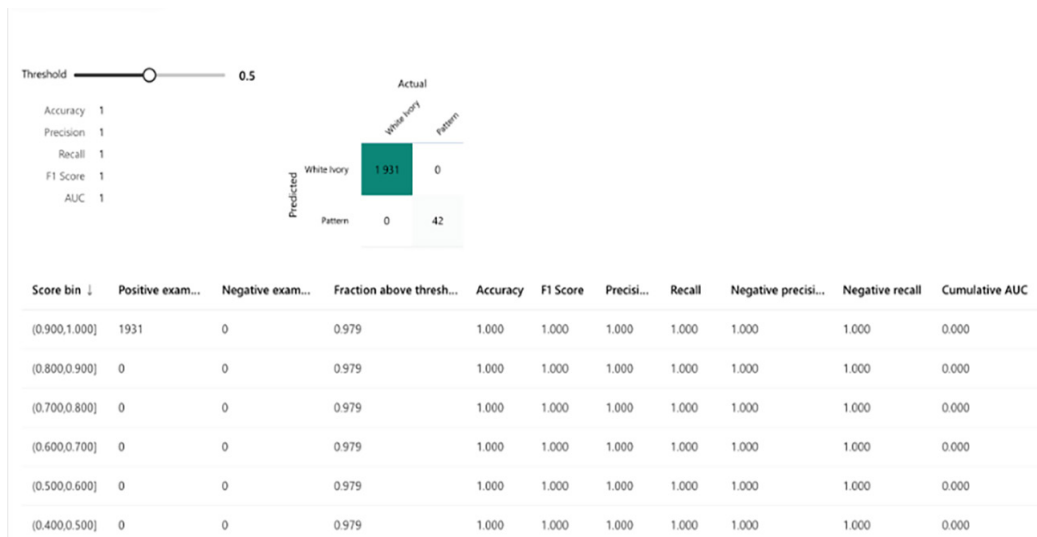 Threshold 0.5
Actual
White Ivory Pattern
Accuracy 1
Precision 1
Recall 1
F1 Score 1
AUC 1
Predicted
White Ivory 1 931 0
Pattern 0 42
Score bin ↓ Positive exam... Negative exam... Fraction above thresh... Accuracy F1 Score Precisi... Recall Negative precisi... Negative recall Cumulative AUC
(0.900,1.000] 1931 0 0.979 1.000 1.000 1.000 1.000 1.000 1.000 0.000
(0.800,0.900] 0 0 0.979 1.000 1.000 1.000 1.000 1.000 1.000 0.000
(0.700,0.800] 0 0 0.979 1.000 1.000 1.000 1.000 1.000 1.000 0.000
(0.600,0.700] 0 0 0.979 1.000 1.000 1.000 1.000 1.000 1.000 0.000
(0.500,0.600] 0 0 0.979 1.000 1.000 1.000 1.000 1.000 1.000 0.000
(0.400,0.500] 0 0 0.979 1.000 1.000 1.000 1.000 1.000 1.000 0.000